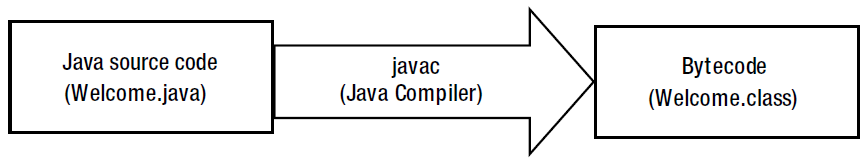 Java source code
(Welcome.java)
javac
(Java Compiler)
Bytecode
(Welcome.class)